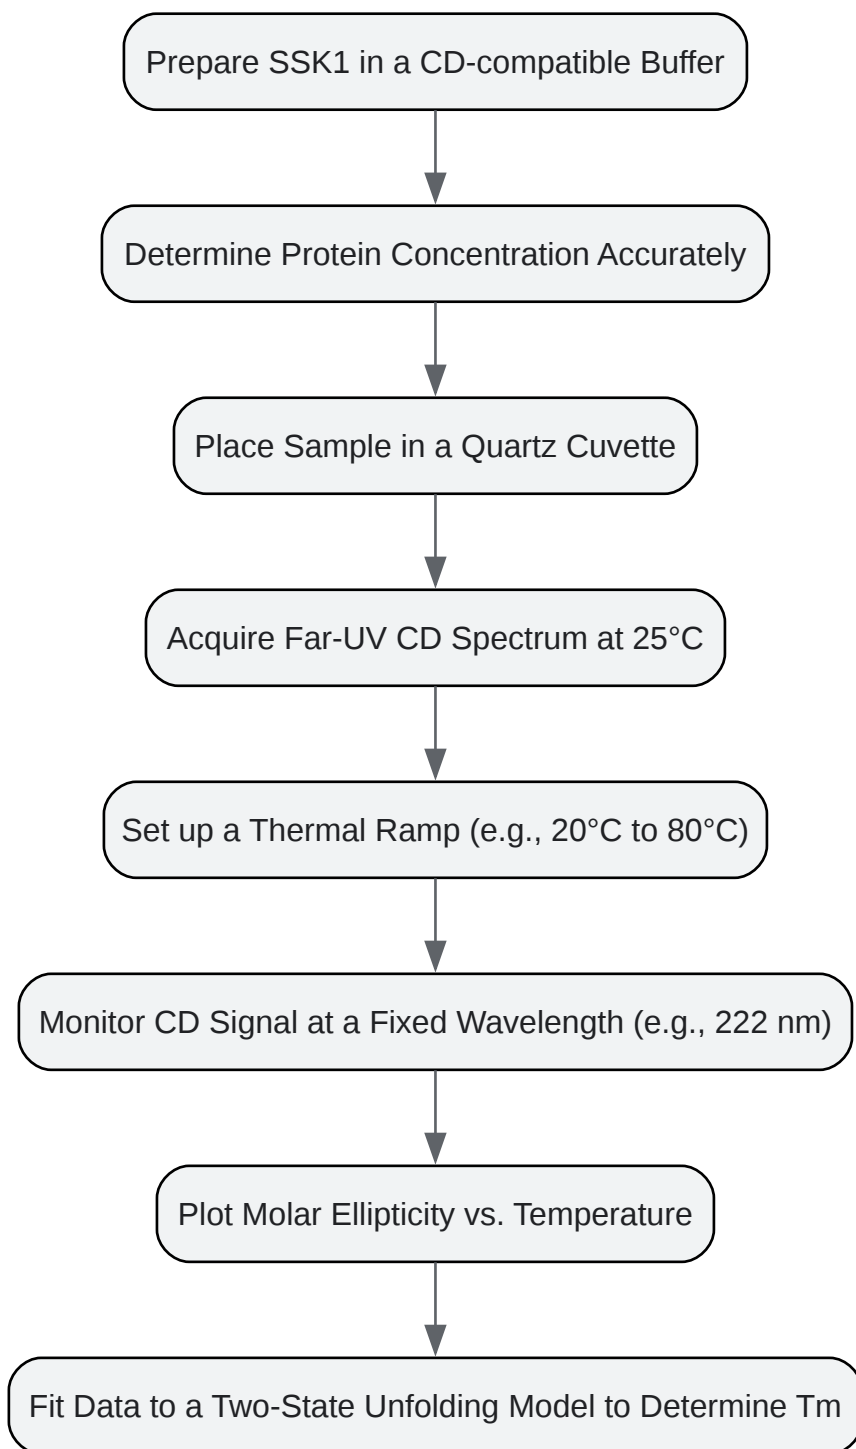 Prepare SSK1 in a CD-compatible Buffer
Determine Protein Concentration Accurately
Place Sample in a Quartz Cuvette
Acquire Far-UV CD Spectrum at 25°C
Set up a Thermal Ramp (e.g., 20°C to 80°C)
Monitor CD Signal at a Fixed Wavelength (e.g., 222 nm)
Plot Molar Ellipticity vs. Temperature
Fit Data to a Two-State Unfolding Model to Determine Tm